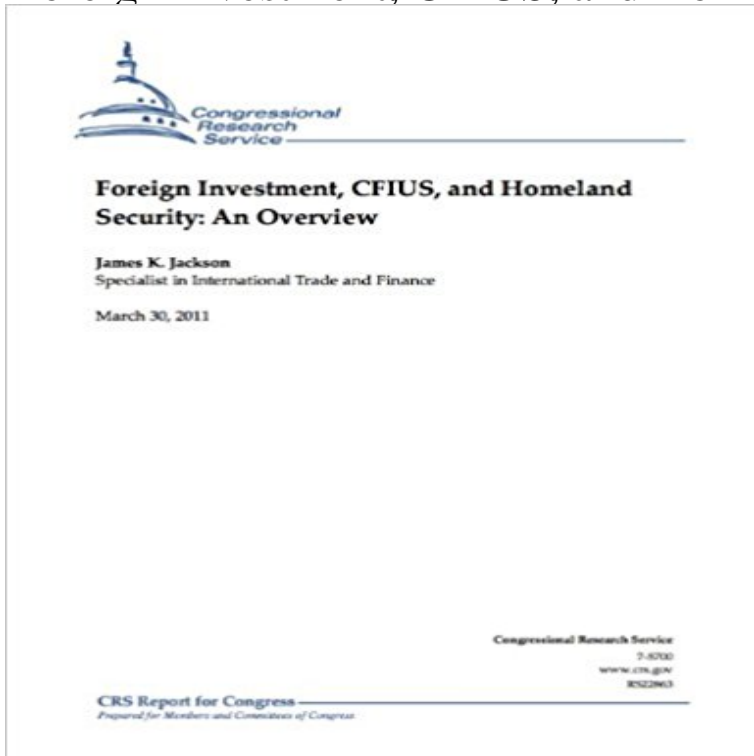 Congressional
Research
Service
Foreign Investment, CFIUS, and Homeland
Security: An Overview
James K. Jackson
Specialist in International Trade and Finance
March 30, 2011
Congressional Research Service
7-5700
www.crs.gov
RS22863
CRS Report for Congress
Prepared for Members and Committees of Congress